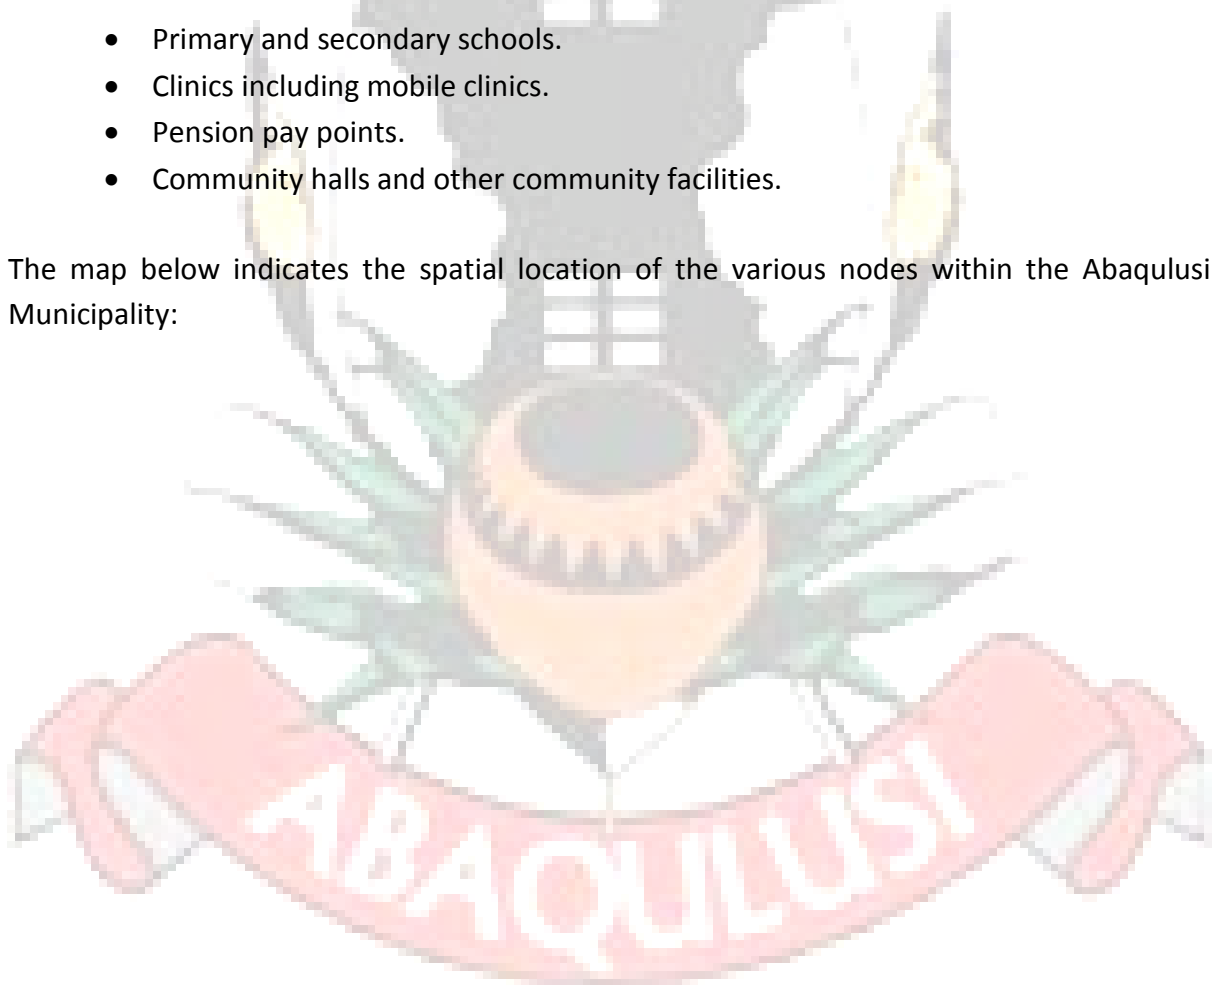 • Primary and secondary schools.
• Clinics including mobile clinics.
• Pension pay points.
• Community halls and other community facilities.
The map below indicates the spatial location of the various nodes within the Abaqulusi
Municipality:
ABAQULUSI